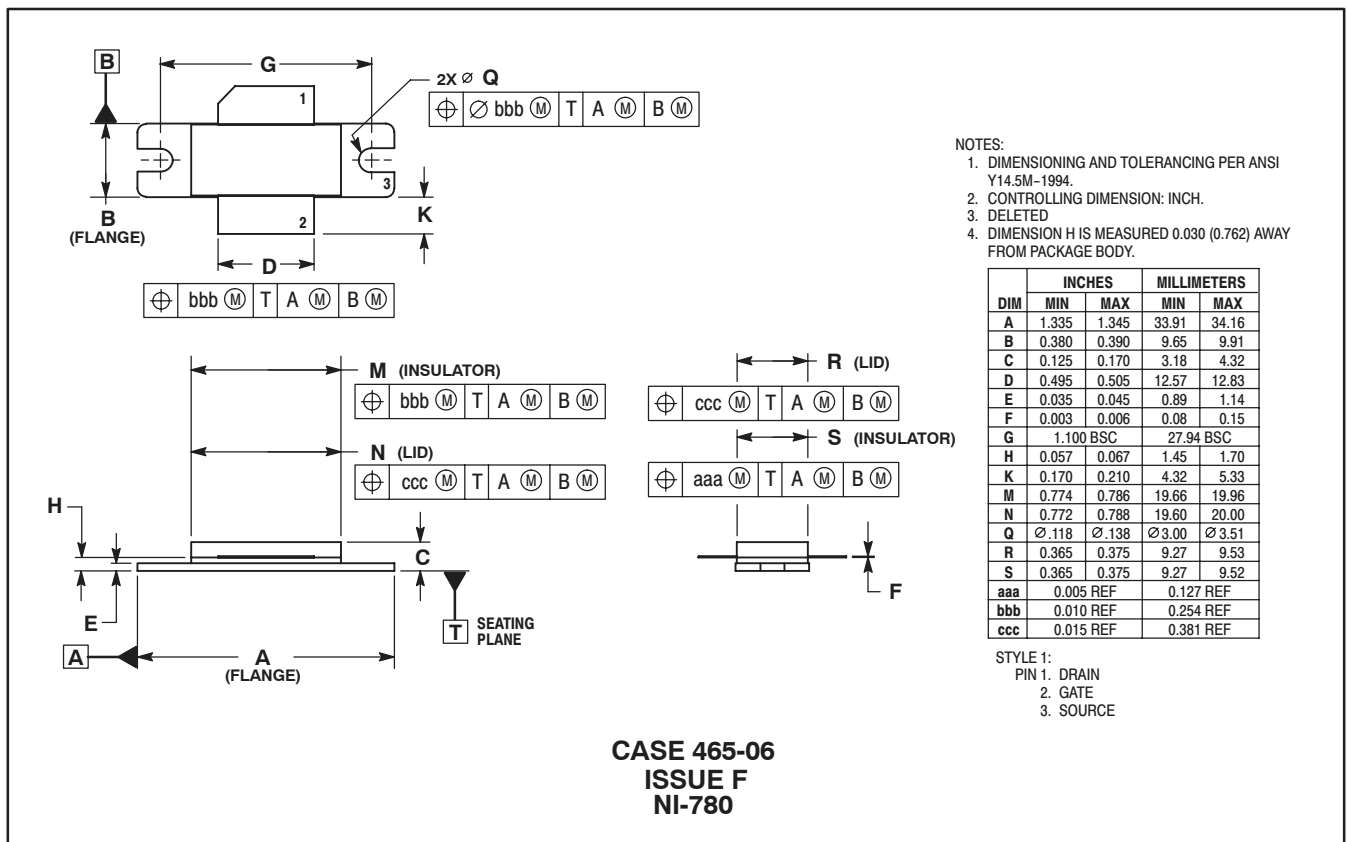 B
G
2X ⌀ Q
⌖ ⌀ bbb Ⓜ T A Ⓜ B Ⓜ
1
3
2
B
(FLANGE)
K
D
⌖ bbb Ⓜ T A Ⓜ B Ⓜ
M (INSULATOR)
⌖ bbb Ⓜ T A Ⓜ B Ⓜ
N (LID)
⌖ ccc Ⓜ T A Ⓜ B Ⓜ
R (LID)
⌖ ccc Ⓜ T A Ⓜ B Ⓜ
S (INSULATOR)
⌖ aaa Ⓜ T A Ⓜ B Ⓜ
H
C
E
F
T SEATING
PLANE
A
A
(FLANGE)
NOTES:
1. DIMENSIONING AND TOLERANCING PER ANSI
Y14.5M−1994.
2. CONTROLLING DIMENSION: INCH.
3. DELETED
4. DIMENSION H IS MEASURED 0.030 (0.762) AWAY
FROM PACKAGE BODY.
INCHES MILLIMETERS
DIM MIN MAX MIN MAX
A 1.335 1.345 33.91 34.16
B 0.380 0.390 9.65 9.91
C 0.125 0.170 3.18 4.32
D 0.495 0.505 12.57 12.83
E 0.035 0.045 0.89 1.14
F 0.003 0.006 0.08 0.15
G 1.100 BSC 27.94 BSC
H 0.057 0.067 1.45 1.70
K 0.170 0.210 4.32 5.33
M 0.774 0.786 19.66 19.96
N 0.772 0.788 19.60 20.00
Q ⌀.118 ⌀.138 ⌀3.00 ⌀3.51
R 0.365 0.375 9.27 9.53
S 0.365 0.375 9.27 9.52
aaa 0.005 REF 0.127 REF
bbb 0.010 REF 0.254 REF
ccc 0.015 REF 0.381 REF
STYLE 1:
PIN 1. DRAIN
2. GATE
3. SOURCE
CASE 465-06
ISSUE F
NI-780